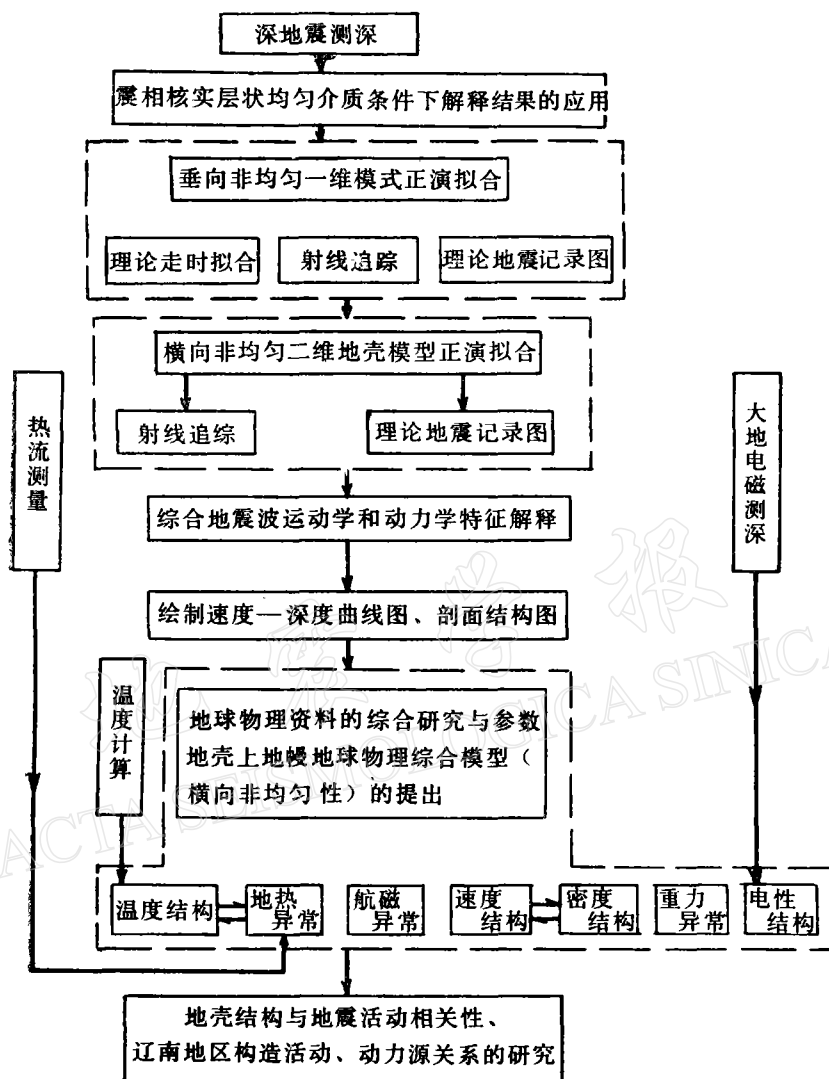 深地震测深
震相核实层状均匀介质条件下解释结果的应用
垂向非均匀一维模式正演拟合
理论走时拟合
射线追踪
理论地震记录图
横向非均匀二维地壳模型正演拟合
射线追综
理论地震记录图
热流测量
大地电磁测深
综合地震波运动学和动力学特征解释
绘制速度—深度曲线图、剖面结构图
温度计算
地球物理资料的综合研究与参数
地壳上地幔地球物理综合模型（
横向非均匀性）的提出
温度结构
地热
异常
航磁
异常
速度
结构
密度
结构
重力
异常
电性
结构
地壳结构与地震活动相关性、
辽南地区构造活动、动力源关系的研究
地震学报
ACTA SEISMOLOGICA SINICA